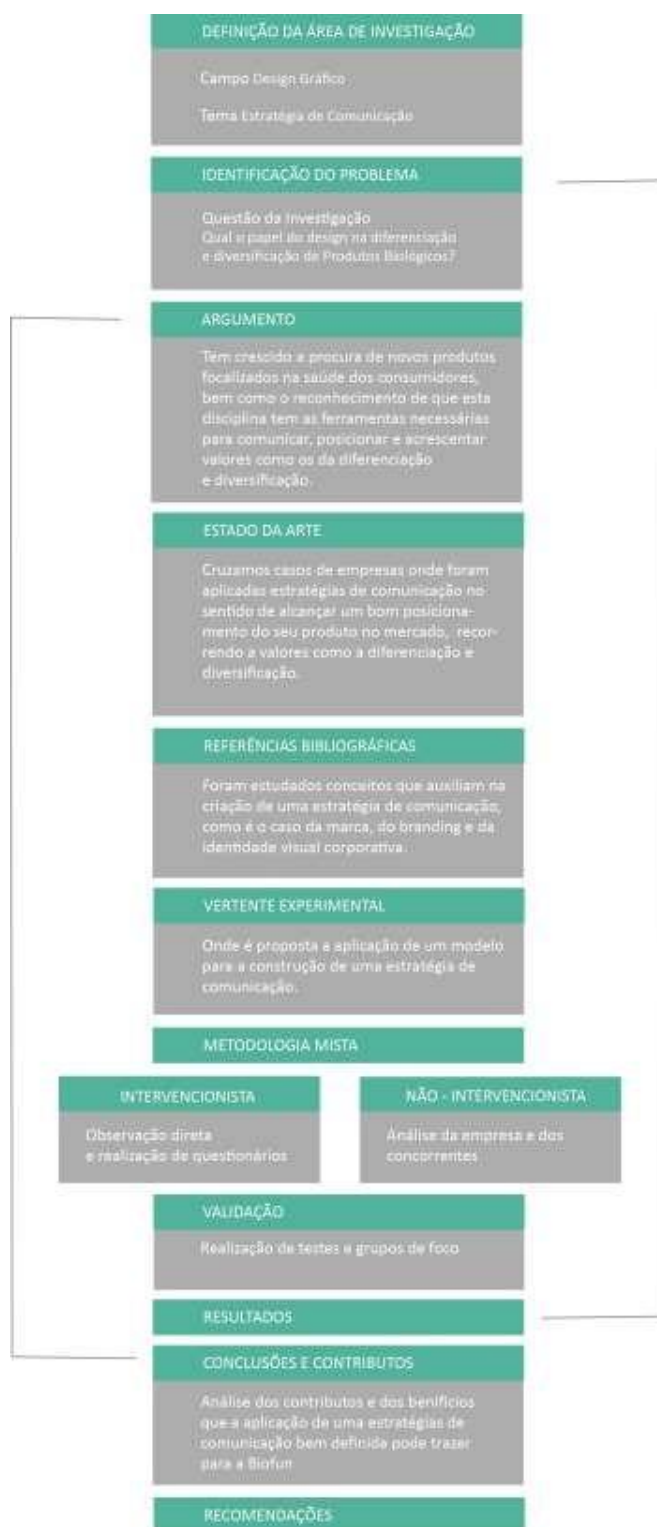 DEFINIÇÃO DA ÁREA DE INVESTIGAÇÃO
Campo Design Gráfico
Tema Estratégia de Comunicação
IDENTIFICAÇÃO DO PROBLEMA
Questão da Investigação
Qual o papel do design na diferenciação
e diversificação de Produtos Biológicos?
ARGUMENTO
Tem crescido a procura de novos produtos
focalizados na saúde dos consumidores,
bem como o reconhecimento de que esta
disciplina tem as ferramentas necessárias
para comunicar, posicionar e acrescentar
valores como os da diferenciação
e diversificação.
ESTADO DA ARTE
Cruzamos casos de empresas onde foram
aplicadas estratégias de comunicação no
sentido de alcançar um bom posiciona-
mento do seu produto no mercado, recor-
rendo a valores como a diferenciação e
diversificação.
REFERÊNCIAS BIBLIOGRÁFICAS
Foram estudados conceitos que auxiliam na
criação de uma estratégia de comunicação,
como é o caso da marca, do branding e da
identidade visual corporativa.
VERTENTE EXPERIMENTAL
Onde é proposta a aplicação de um modelo
para a construção de uma estratégia de
comunicação.
METODOLOGIA MISTA
INTERVENCIONISTA
Observação direta
e realização de questionários
NÃO - INTERVENCIONISTA
Análise da empresa e dos
concorrentes
VALIDAÇÃO
Realização de testes e grupos de foco
RESULTADOS
CONCLUSÕES E CONTRIBUTOS
Análise dos contributos e dos benifícios
que a aplicação de uma estratégias de
comunicação bem definida pode trazer
para a Biofun
RECOMENDAÇÕES